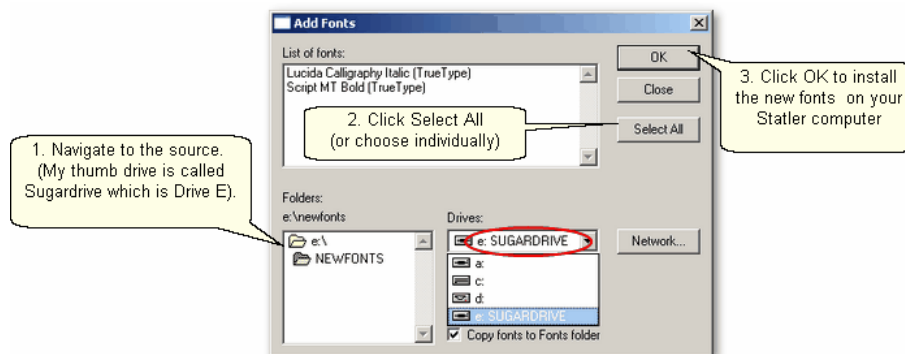 Add Fonts
List of fonts:
Lucida Calligraphy Italic (TrueType)
Script MT Bold (TrueType)
OK
Close
Select All
3. Click OK to install
the new fonts on your
Statler computer
2. Click Select All
(or choose individually)
1. Navigate to the source.
(My thumb drive is called
Sugardrive which is Drive E).
Folders:
e:\newfonts
e:\
NEWFONTS
Drives:
e: SUGARDRIVE
a:
c:
d:
e: SUGARDRIVE
Network...
Copy fonts to Fonts folder